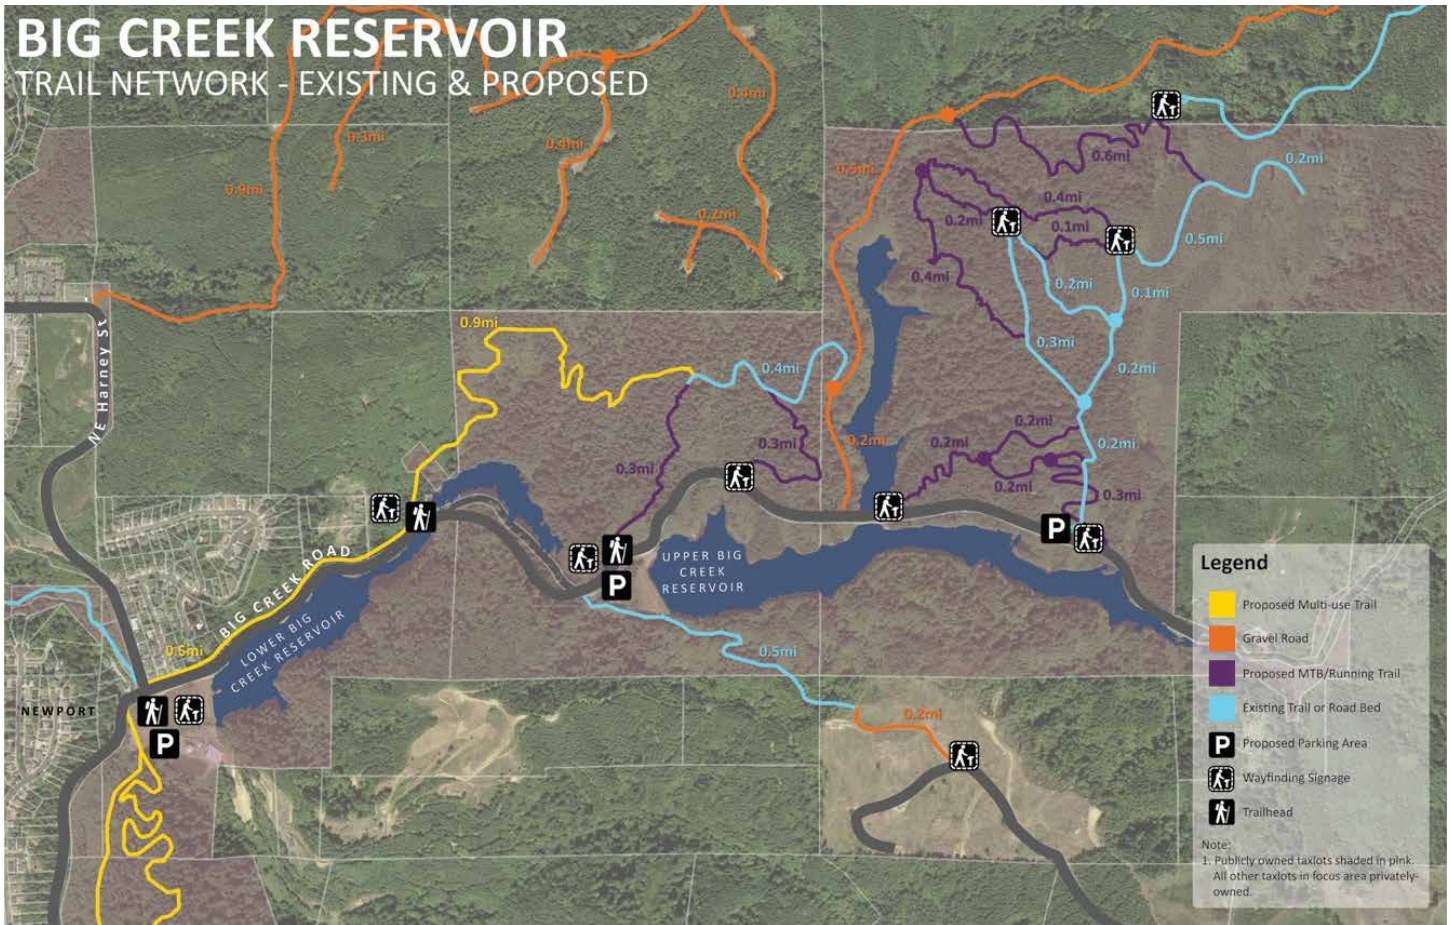 BIG CREEK RESERVOIR
TRAIL NETWORK - EXISTING & PROPOSED
0.4mi
0.3mi
0.9mi
0.9mi
0.2mi
0.5mi
0.6mi
0.2mi
0.4mi
0.2mi
0.1mi
0.5mi
0.4mi
0.2mi
0.1mi
0.3mi
0.2mi
0.9mi
0.4mi
0.3mi
0.3mi
0.2mi
0.2mi
0.2mi
0.2mi
0.2mi
0.3mi
NE Harney St
BIG CREEK ROAD
0.5mi
LOWER BIG
CREEK RESERVOIR
UPPER BIG
CREEK
RESERVOIR
P
P
0.5mi
0.2mi
NEWPORT
P
Legend
Proposed Multi-use Trail
Gravel Road
Proposed MTB/Running Trail
Existing Trail or Road Bed
P Proposed Parking Area
Wayfinding Signage
Trailhead
Note:
1. Publicly owned taxlots shaded in pink.
All other taxlots in focus area privately-
owned.